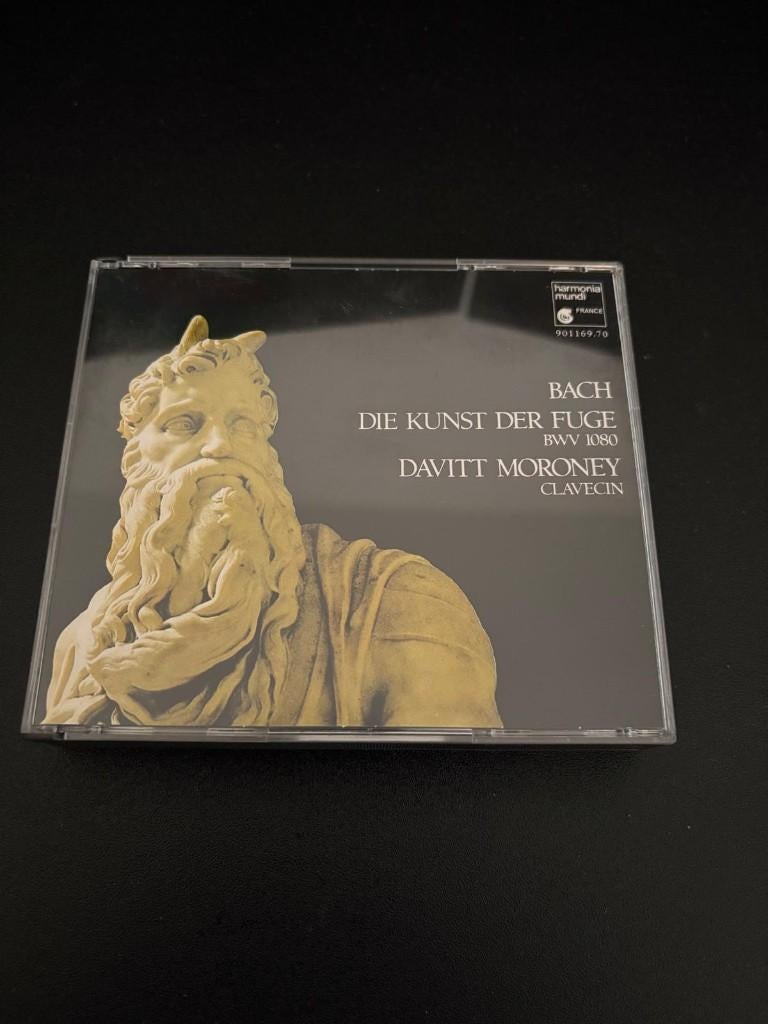 harmonia
mundi
FRANCE
901169.70
BACH
DIE KUNST DER FUGE
BWV 1080
DAVITT MORONEY
CLAVECIN